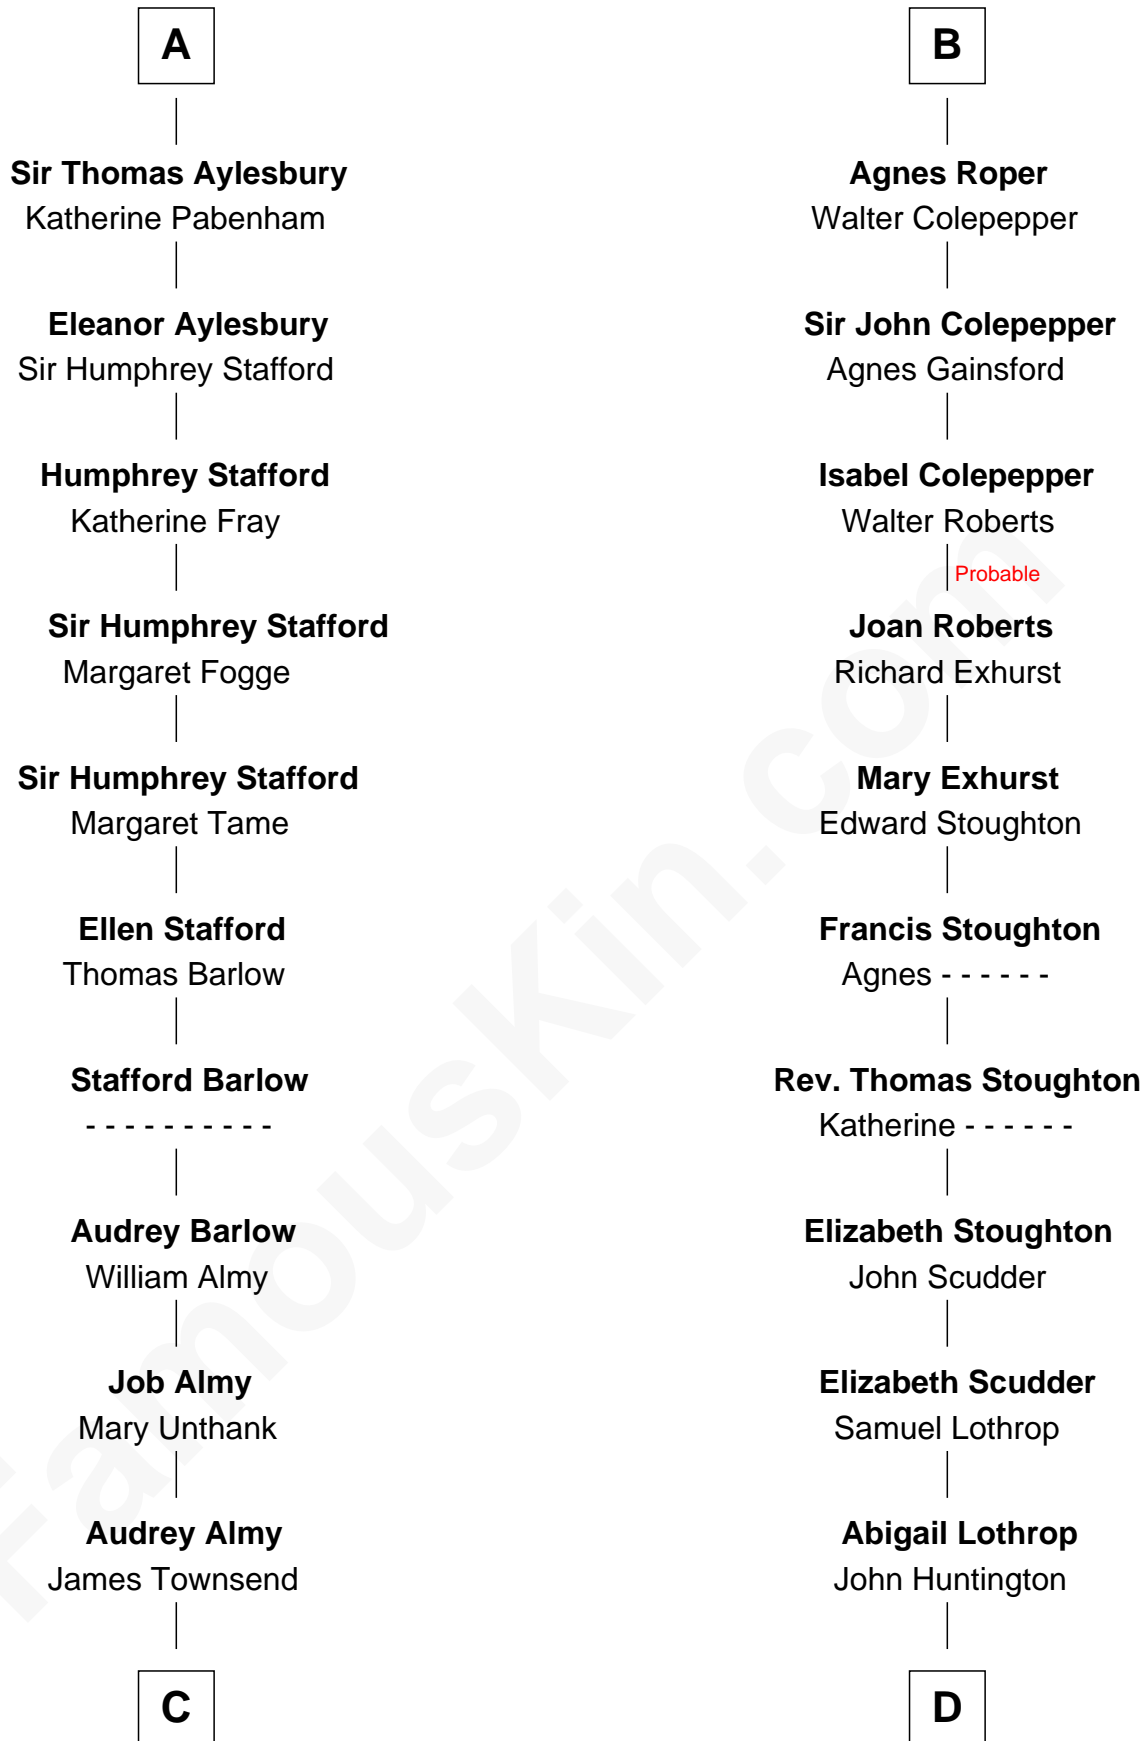 A
Sir Thomas Aylesbury
Katherine Pabenham
Eleanor Aylesbury
Sir Humphrey Stafford
Humphrey Stafford
Katherine Fray
Sir Humphrey Stafford
Margaret Fogge
Sir Humphrey Stafford
Margaret Tame
Ellen Stafford
Thomas Barlow
Stafford Barlow
- - - - - - - - - -
Audrey Barlow
William Almy
Job Almy
Mary Unthank
Audrey Almy
James Townsend
C
B
Agnes Roper
Walter Colepepper
Sir John Colepepper
Agnes Gainsford
Isabel Colepepper
Walter Roberts
Probable
Joan Roberts
Richard Exhurst
Mary Exhurst
Edward Stoughton
Francis Stoughton
Agnes - - - - - -
Rev. Thomas Stoughton
Katherine - - - - - -
Elizabeth Stoughton
John Scudder
Elizabeth Scudder
Samuel Lothrop
Abigail Lothrop
John Huntington
D
FamousKin.com